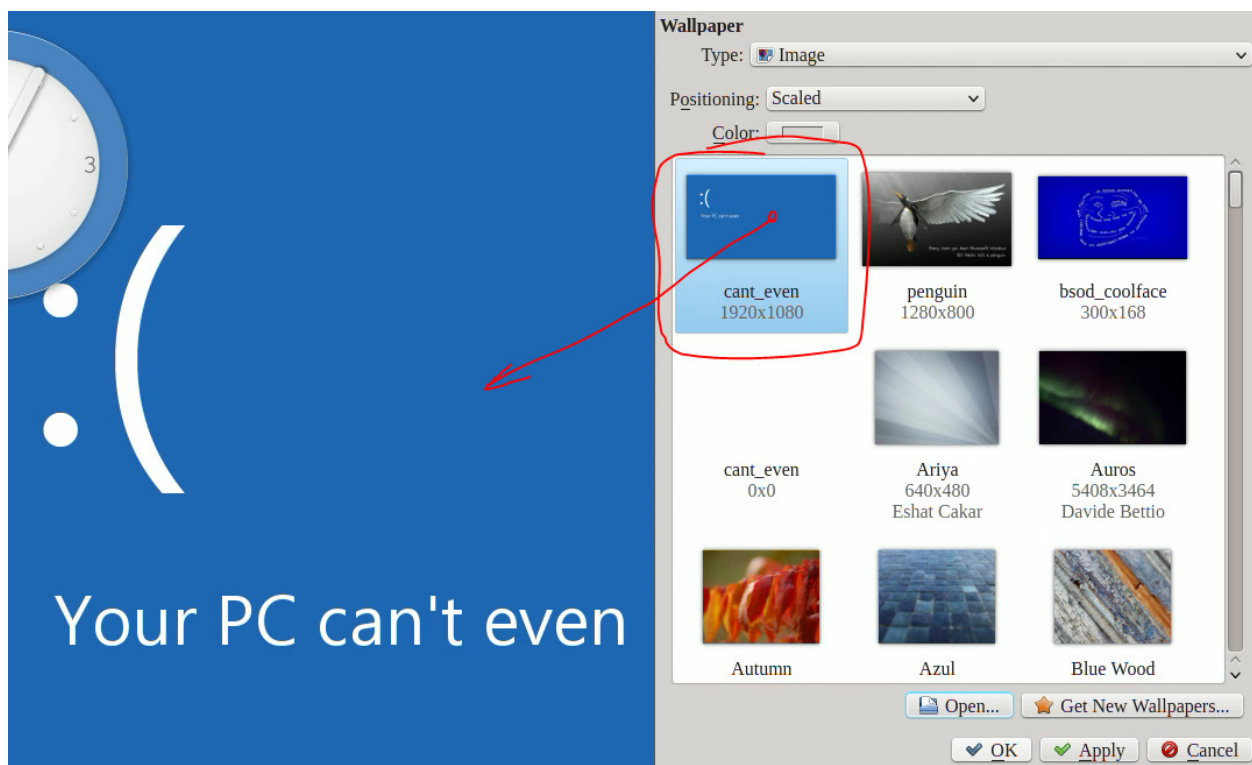 3
:(
Your PC can't even
Wallpaper
Type: Image
Positioning: Scaled
Color:
:(
Your PC can't even
cant_even
1920x1080
penguin
1280x800
bsod_coolface
300x168
cant_even
0x0
Ariya
640x480
Eshat Cakar
Auros
5408x3464
Davide Bettio
Autumn
Azul
Blue Wood
Open...
Get New Wallpapers...
OK
Apply
Cancel